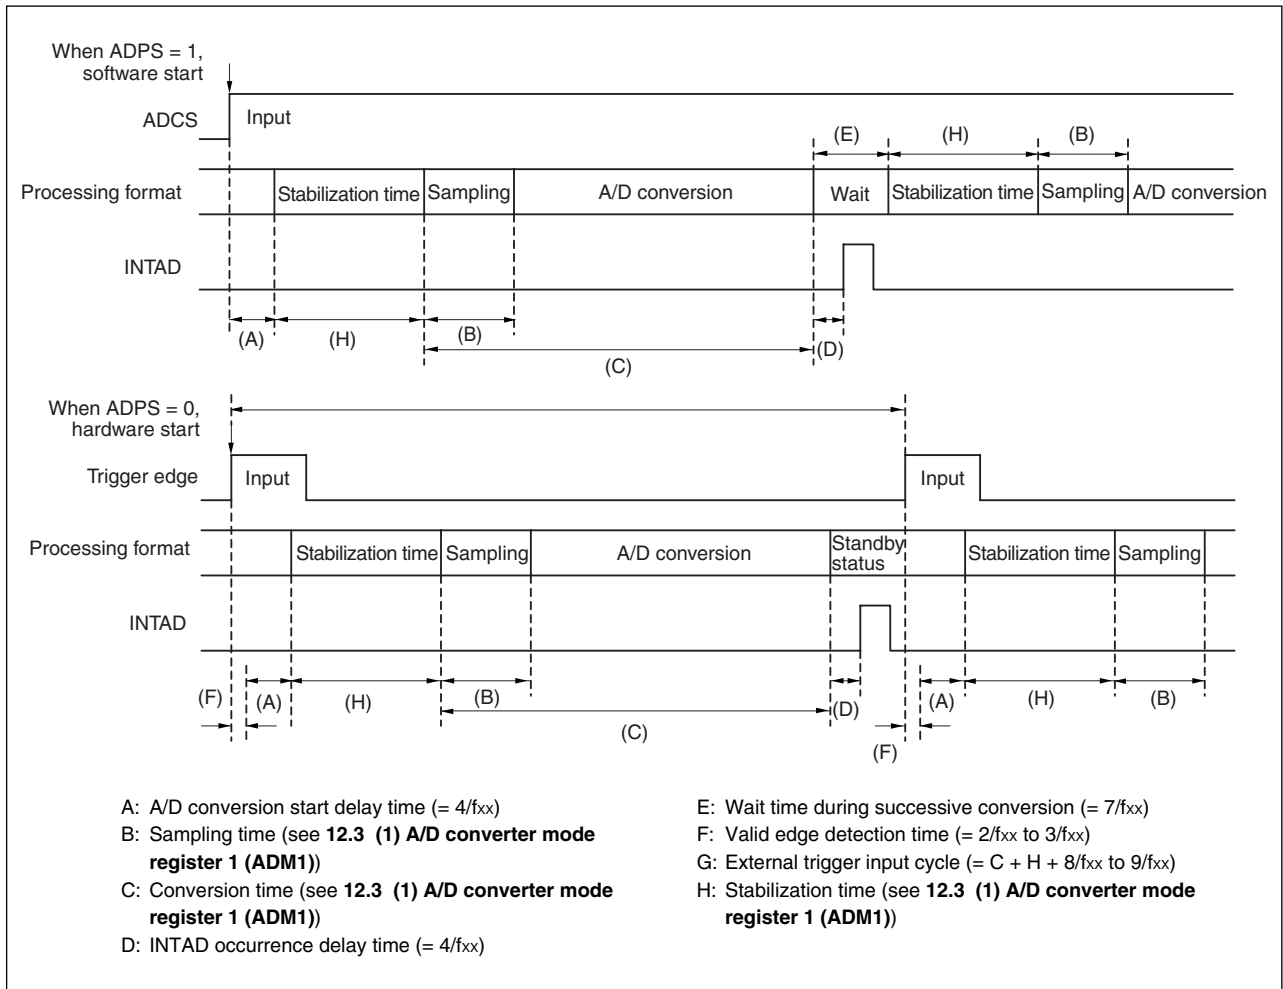 When ADPS = 1,
software start
ADCS
Input
(E)
(H)
(B)
Processing format
Stabilization time
Sampling
A/D conversion
Wait
Stabilization time
Sampling
A/D conversion
INTAD
(A)
(H)
(B)
(D)
(C)
When ADPS = 0,
hardware start
Trigger edge
Input
Input
Processing format
Stabilization time
Sampling
A/D conversion
Standby
status
Stabilization time
Sampling
INTAD
(F)
(A)
(H)
(B)
(D)
(A)
(H)
(B)
(C)
(F)
A: A/D conversion start delay time (= 4/fxx)
B: Sampling time (see 12.3 (1) A/D converter mode
register 1 (ADM1))
C: Conversion time (see 12.3 (1) A/D converter mode
register 1 (ADM1))
D: INTAD occurrence delay time (= 4/fxx)
E: Wait time during successive conversion (= 7/fxx)
F: Valid edge detection time (= 2/fxx to 3/fxx)
G: External trigger input cycle (= C + H + 8/fxx to 9/fxx)
H: Stabilization time (see 12.3 (1) A/D converter mode
register 1 (ADM1))